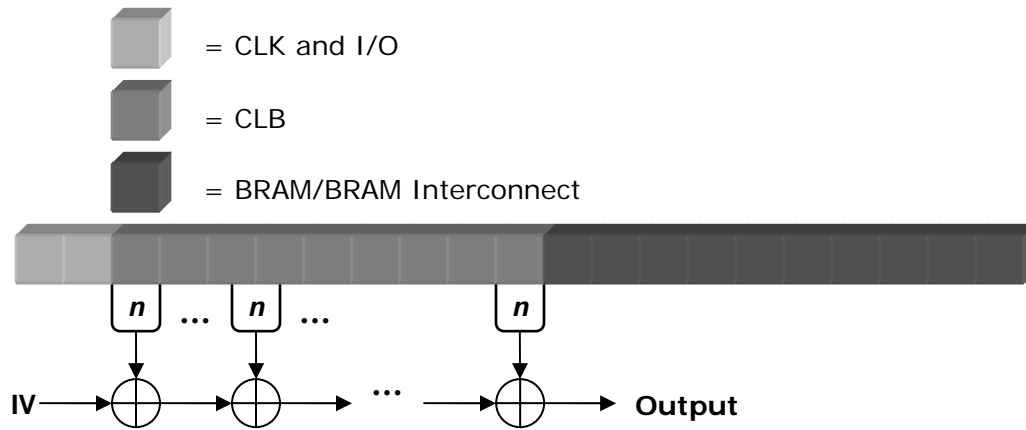 = CLK and I/O
= CLB
= BRAM/BRAM Interconnect
n ... n ... n
...
IV Output